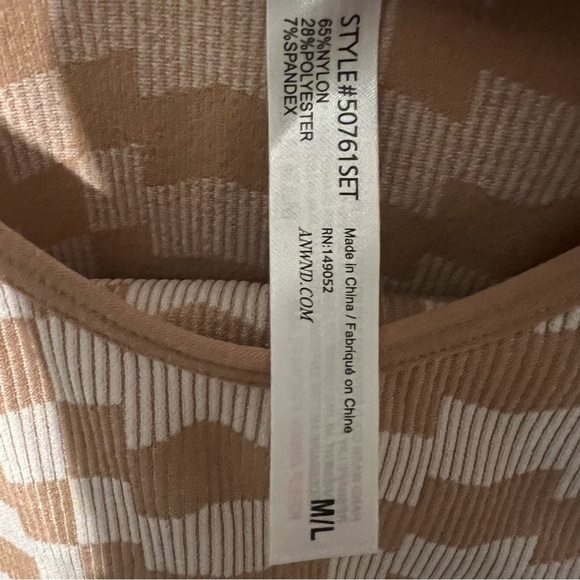 STYLE#50761SET
65%NYLON
28%POLYESTER
7%SPANDEX
Made in China / Fabriqué on Chine
RN:149052
ANWND.COM
M/L